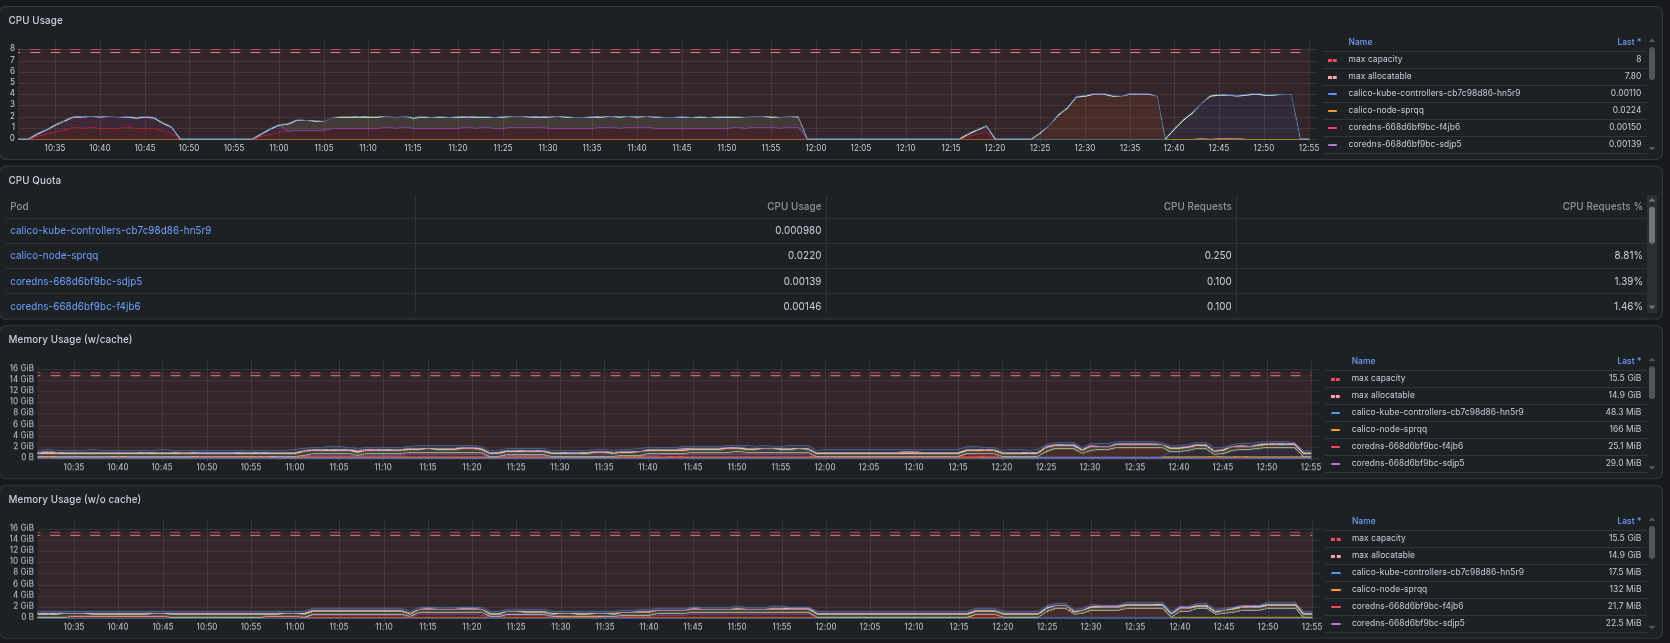 CPU Usage
8
7
6
5
4
3
2
1
0
10:35 10:40 10:45 10:50 10:55 11:00 11:05 11:10 11:15 11:20 11:25 11:30 11:35 11:40 11:45 11:50 11:55 12:00 12:05 12:10 12:15 12:20 12:25 12:30 12:35 12:40 12:45 12:50 12:55
Name Last *
max capacity 8
max allocatable 7.80
calico-kube-controllers-cb7c98d86-hn5r9 0.00110
calico-node-sprqq 0.0224
coredns-668d6bf9bc-f4jb6 0.00150
coredns-668d6bf9bc-sdjp5 0.00139
CPU Quota
Pod CPU Usage CPU Requests CPU Requests %
calico-kube-controllers-cb7c98d86-hn5r9 0.000980
calico-node-sprqq 0.0220 0.250 8.81%
coredns-668d6bf9bc-sdjp5 0.00139 0.100 1.39%
coredns-668d6bf9bc-f4jb6 0.00146 0.100 1.46%
Memory Usage (w/cache)
16 GiB
14 GiB
12 GiB
10 GiB
8 GiB
6 GiB
4 GiB
2 GiB
0 B
10:35 10:40 10:45 10:50 10:55 11:00 11:05 11:10 11:15 11:20 11:25 11:30 11:35 11:40 11:45 11:50 11:55 12:00 12:05 12:10 12:15 12:20 12:25 12:30 12:35 12:40 12:45 12:50 12:55
Name Last *
max capacity 15.5 GiB
max allocatable 14.9 GiB
calico-kube-controllers-cb7c98d86-hn5r9 48.3 MiB
calico-node-sprqq 166 MiB
coredns-668d6bf9bc-f4jb6 25.1 MiB
coredns-668d6bf9bc-sdjp5 29.0 MiB
Memory Usage (w/o cache)
16 GiB
14 GiB
12 GiB
10 GiB
8 GiB
6 GiB
4 GiB
2 GiB
0 B
10:35 10:40 10:45 10:50 10:55 11:00 11:05 11:10 11:15 11:20 11:25 11:30 11:35 11:40 11:45 11:50 11:55 12:00 12:05 12:10 12:15 12:20 12:25 12:30 12:35 12:40 12:45 12:50 12:55
Name Last *
max capacity 15.5 GiB
max allocatable 14.9 GiB
calico-kube-controllers-cb7c98d86-hn5r9 17.5 MiB
calico-node-sprqq 132 MiB
coredns-668d6bf9bc-f4jb6 21.7 MiB
coredns-668d6bf9bc-sdjp5 22.5 MiB